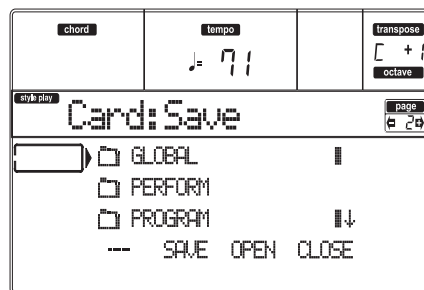 chord tempo transpose
♩= 71 C +1
octave
style play Card:Save page
2
GLOBAL
PERFORM
PROGRAM
--- SAVE OPEN CLOSE